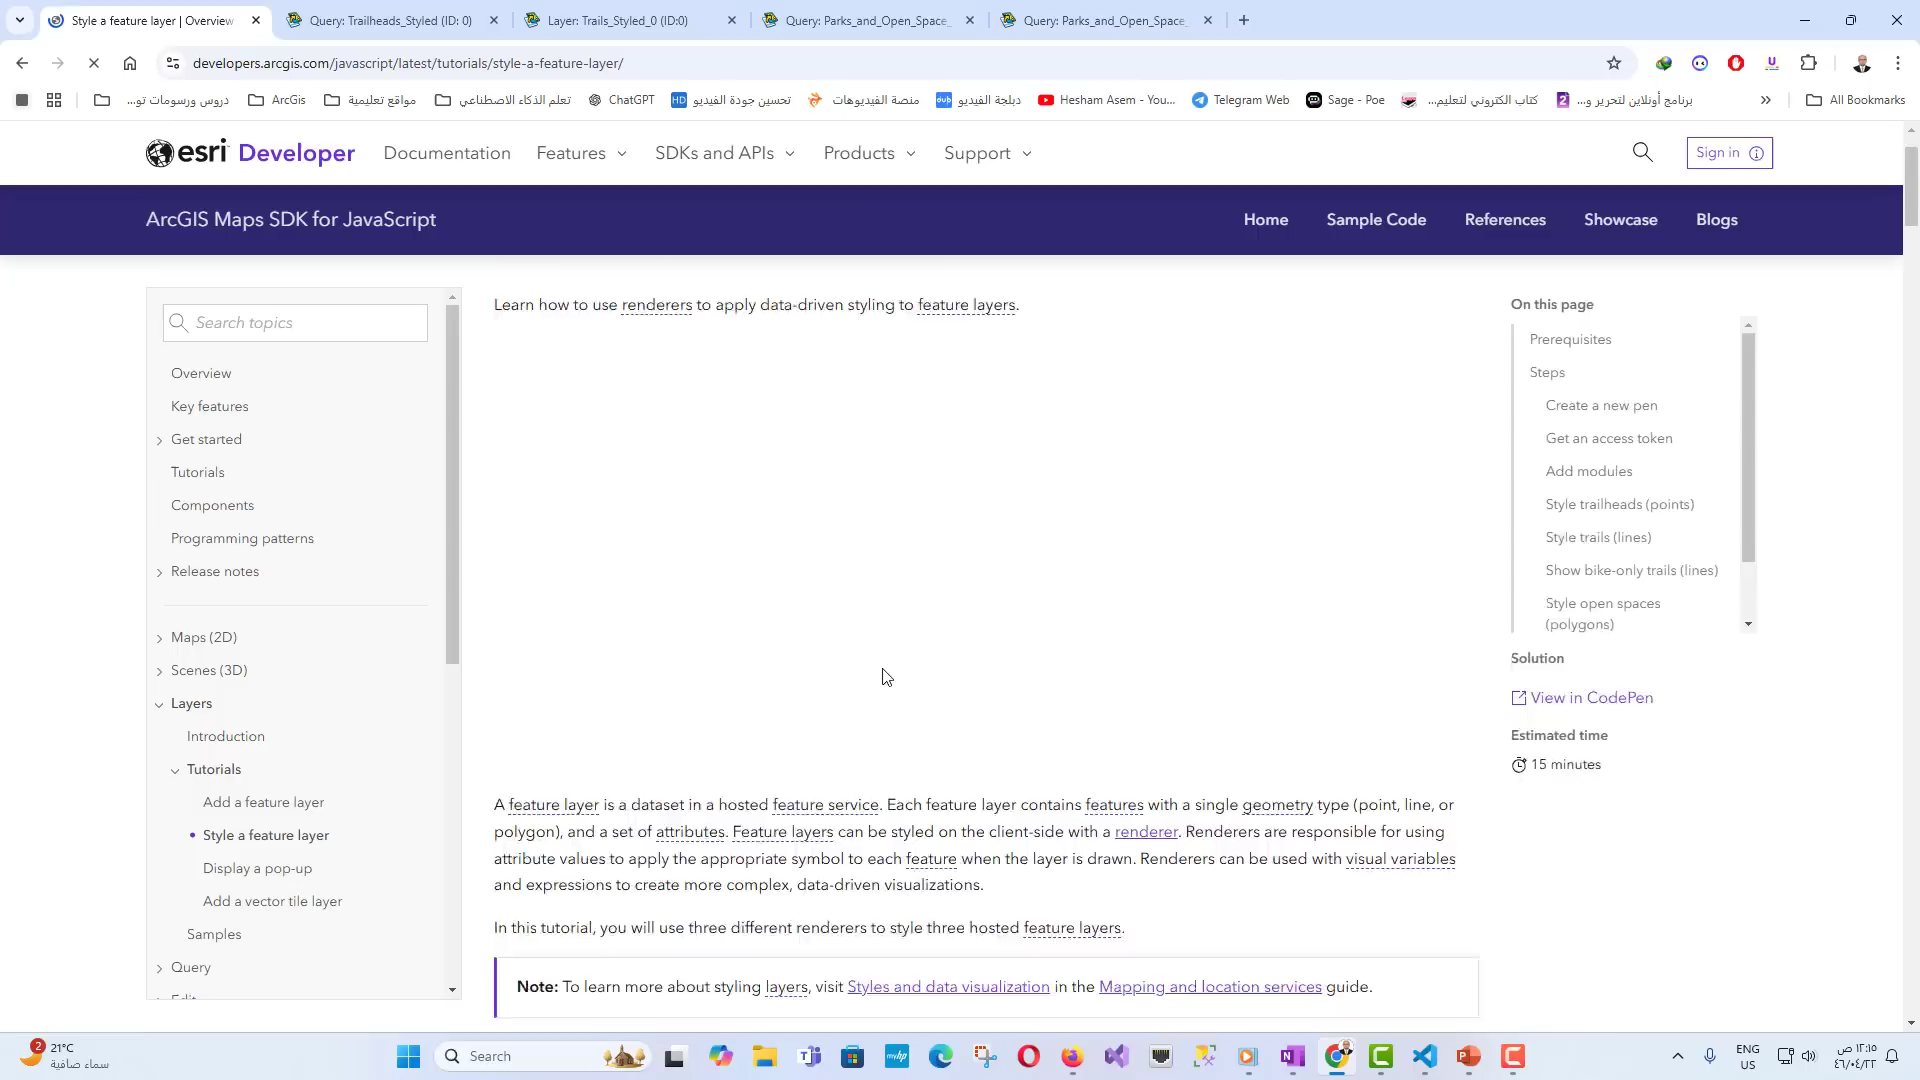 Style a feature layer | Overview
Query: Trailheads_Styled (ID: 0)
Layer: Trails_Styled_0 (ID:0)
Query: Parks_and_Open_Space_
Query: Parks_and_Open_Space_
developers.arcgis.com/javascript/latest/tutorials/style-a-feature-layer/
دروس ورسومات تو...
ArcGis
مواقع تعليمية
تعلم الذكاء الاصطناعي
ChatGPT
HD تحسين جودة الفيديو
منصة الفيديوهات
dub دبلجة الفيديو
Hesham Asem - You...
Telegram Web
Sage - Poe
كتاب الكتروني لتعليم...
برنامج أونلاين لتحرير و...
All Bookmarks
esri Developer
Documentation
Features
SDKs and APIs
Products
Support
Sign in
ArcGIS Maps SDK for JavaScript
Home
Sample Code
References
Showcase
Blogs
Search topics
Overview
Key features
Get started
Tutorials
Components
Programming patterns
Release notes
Maps (2D)
Scenes (3D)
Layers
Introduction
Tutorials
Add a feature layer
Style a feature layer
Display a pop-up
Add a vector tile layer
Samples
Query
Edit
Learn how to use renderers to apply data-driven styling to feature layers.
A feature layer is a dataset in a hosted feature service. Each feature layer contains features with a single geometry type (point, line, or
polygon), and a set of attributes. Feature layers can be styled on the client-side with a renderer. Renderers are responsible for using
attribute values to apply the appropriate symbol to each feature when the layer is drawn. Renderers can be used with visual variables
and expressions to create more complex, data-driven visualizations.
In this tutorial, you will use three different renderers to style three hosted feature layers.
Note: To learn more about styling layers, visit Styles and data visualization in the Mapping and location services guide.
On this page
Prerequisites
Steps
Create a new pen
Get an access token
Add modules
Style trailheads (points)
Style trails (lines)
Show bike-only trails (lines)
Style open spaces
(polygons)
Solution
View in CodePen
Estimated time
15 minutes
2
21°C
سماء صافية
Search
myhp
ENG
US
١٢:١٥ ص
٤٦/٠٤/٢٢